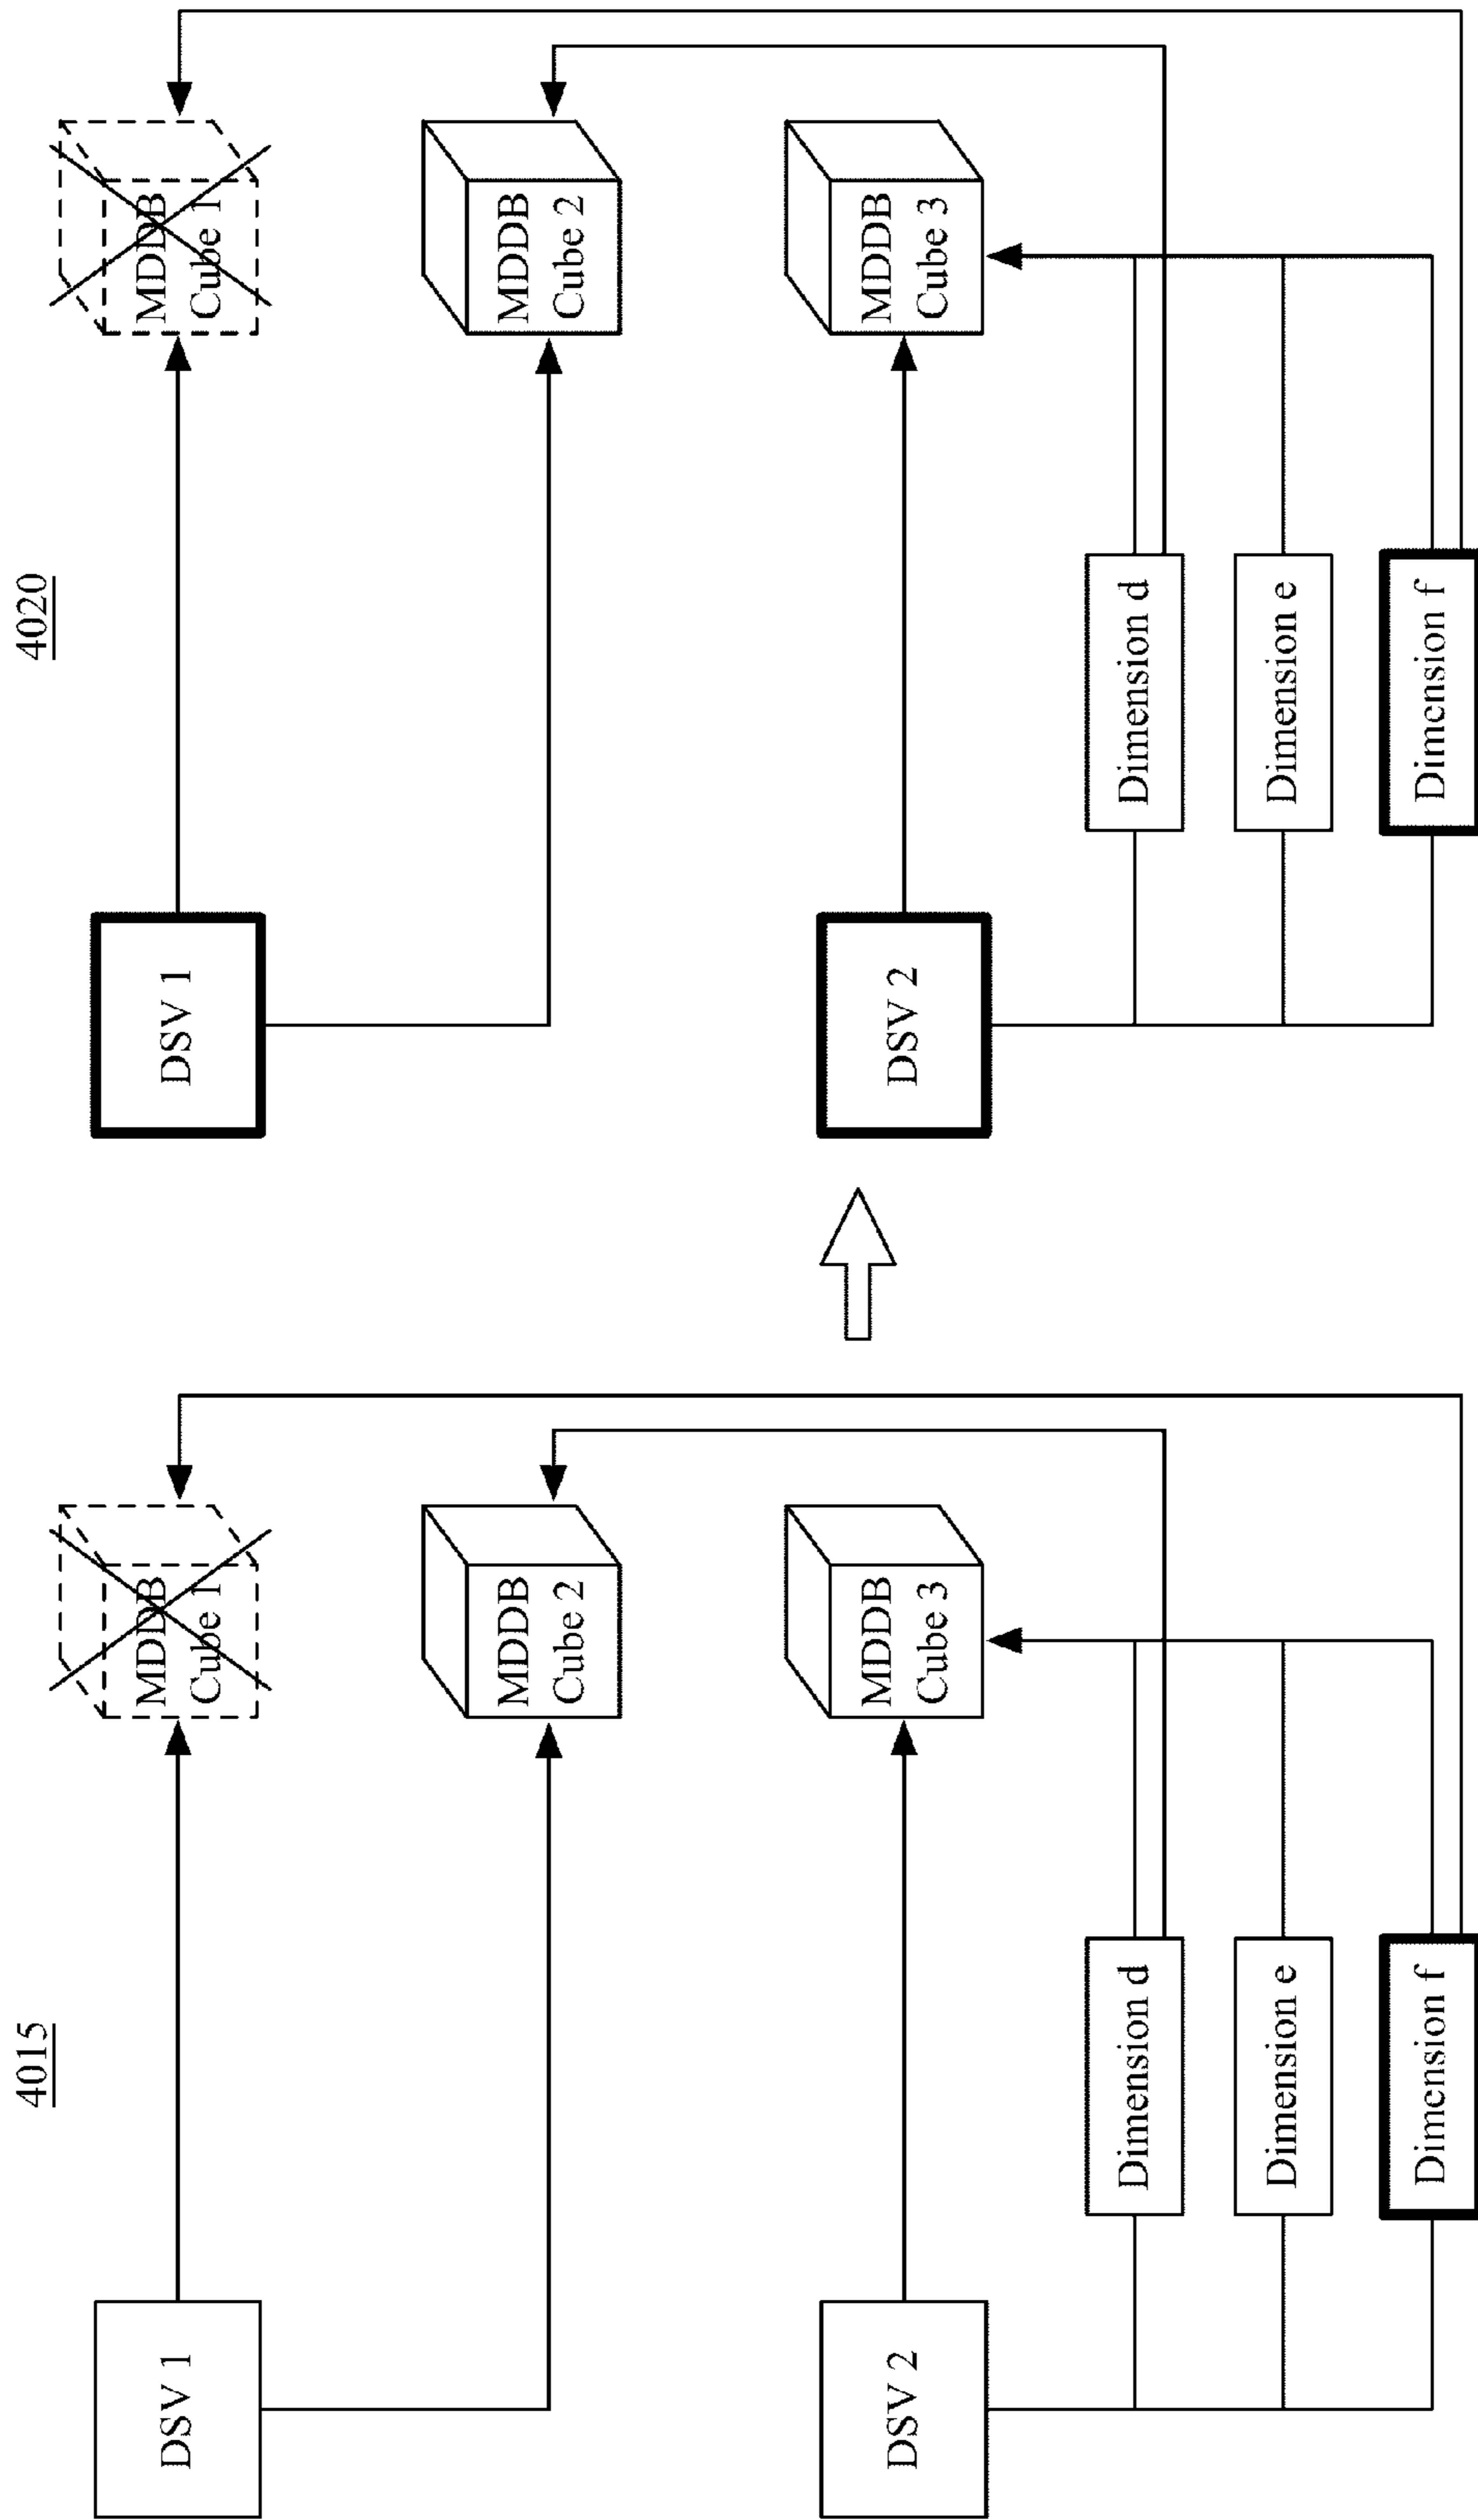 4015
DSV 1
MDDB
Cube 1
MDDB
Cube 2
DSV 2
MDDB
Cube 3
Dimension d
Dimension e
Dimension f
4020
DSV 1
MDDB
Cube 1
MDDB
Cube 2
DSV 2
MDDB
Cube 3
Dimension d
Dimension e
Dimension f